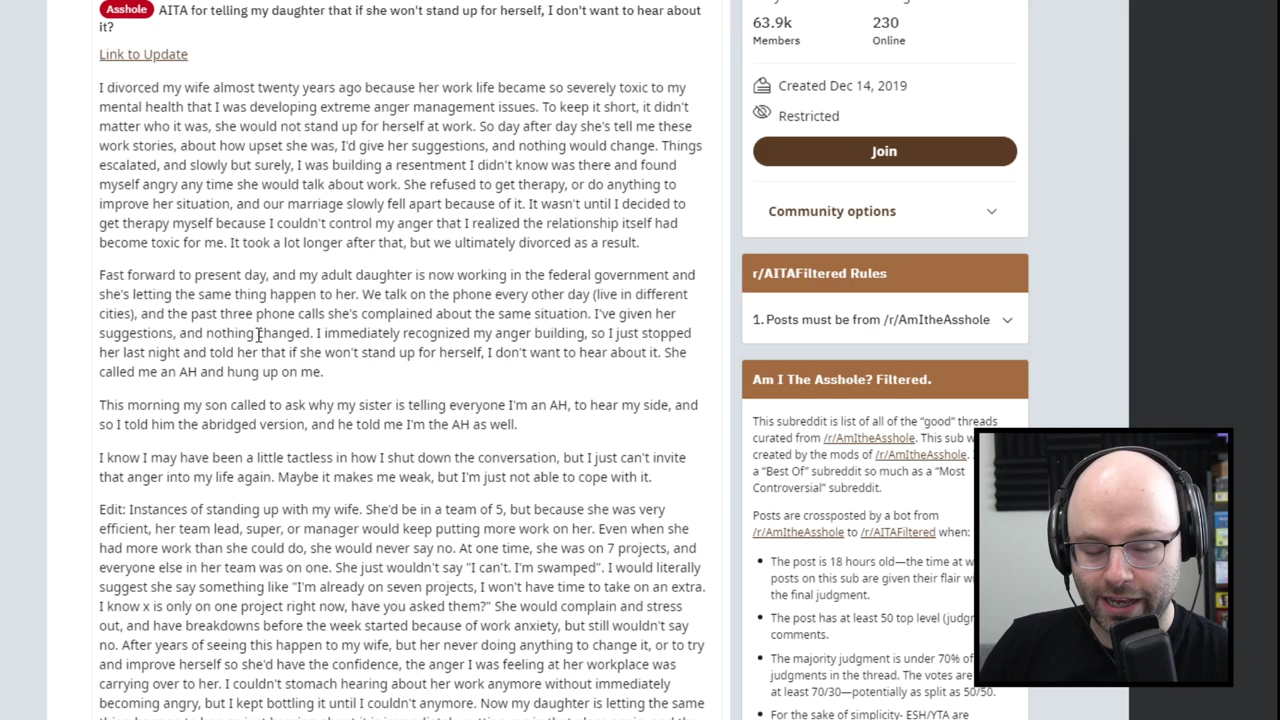 Asshole AITA for telling my daughter that if she won't stand up for herself, I don't want to hear about
it?
Link to Update
I divorced my wife almost twenty years ago because her work life became so severely toxic to my
mental health that I was developing extreme anger management issues. To keep it short, it didn't
matter who it was, she would not stand up for herself at work. So day after day she's tell me these
work stories, about how upset she was, I'd give her suggestions, and nothing would change. Things
escalated, and slowly but surely, I was building a resentment I didn't know was there and found
myself angry any time she would talk about work. She refused to get therapy, or do anything to
improve her situation, and our marriage slowly fell apart because of it. It wasn't until I decided to
get therapy myself because I couldn't control my anger that I realized the relationship itself had
become toxic for me. It took a lot longer after that, but we ultimately divorced as a result.
Fast forward to present day, and my adult daughter is now working in the federal government and
she's letting the same thing happen to her. We talk on the phone every other day (live in different
cities), and the past three phone calls she's complained about the same situation. I've given her
suggestions, and nothing changed. I immediately recognized my anger building, so I just stopped
her last night and told her that if she won't stand up for herself, I don't want to hear about it. She
called me an AH and hung up on me.
This morning my son called to ask why my sister is telling everyone I'm an AH, to hear my side, and
so I told him the abridged version, and he told me I'm the AH as well.
I know I may have been a little tactless in how I shut down the conversation, but I just can't invite
that anger into my life again. Maybe it makes me weak, but I'm just not able to cope with it.
Edit: Instances of standing up with my wife. She'd be in a team of 5, but because she was very
efficient, her team lead, super, or manager would keep putting more work on her. Even when she
had more work than she could do, she would never say no. At one time, she was on 7 projects, and
everyone else in her team was on one. She just wouldn't say "I can't. I'm swamped". I would literally
suggest she say something like "I'm already on seven projects, I won't have time to take on an extra.
I know x is only on one project right now, have you asked them?" She would complain and stress
out, and have breakdowns before the week started because of work anxiety, but still wouldn't say
no. After years of seeing this happen to my wife, but her never doing anything to change it, or to try
and improve herself so she'd have the confidence, the anger I was feeling at her workplace was
carrying over to her. I couldn't stomach hearing about her work anymore without immediately
becoming angry, but I kept bottling it until I couldn't anymore. Now my daughter is letting the same
63.9k
Members
230
Online
Created Dec 14, 2019
Restricted
Join
Community options
r/AITAFiltered Rules
1. Posts must be from /r/AmItheAsshole
Am I The Asshole? Filtered.
This subreddit is list of all of the "good" threads
curated from /r/AmItheAsshole. This sub w
created by the mods of /r/AmItheAsshole.
a "Best Of" subreddit so much as a "Most
Controversial" subreddit.
Posts are crossposted by a bot from
/r/AmItheAsshole to /r/AITAFiltered when:
The post is 18 hours old—the time at w
posts on this sub are given their flair w
the final judgment.
The post has at least 50 top level (judgn
comments.
The majority judgment is under 70% of
judgments in the thread. The votes are
at least 70/30—potentially as split as 50/50.
For the sake of simplicity- ESH/YTA are